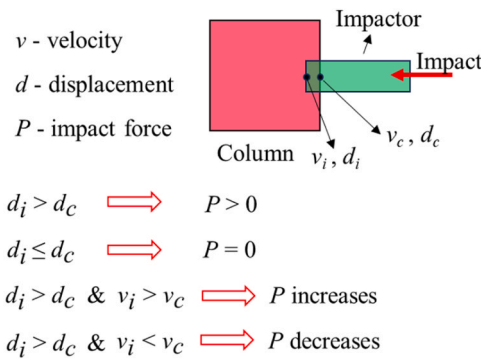 v - velocity
d - displacement
P - impact force
Impactor
Impact
Column
v_i , d_i
v_c , d_c
d_i > d_c P > 0
d_i ≤ d_c P = 0
d_i > d_c & v_i > v_c P increases
d_i > d_c & v_i < v_c P decreases